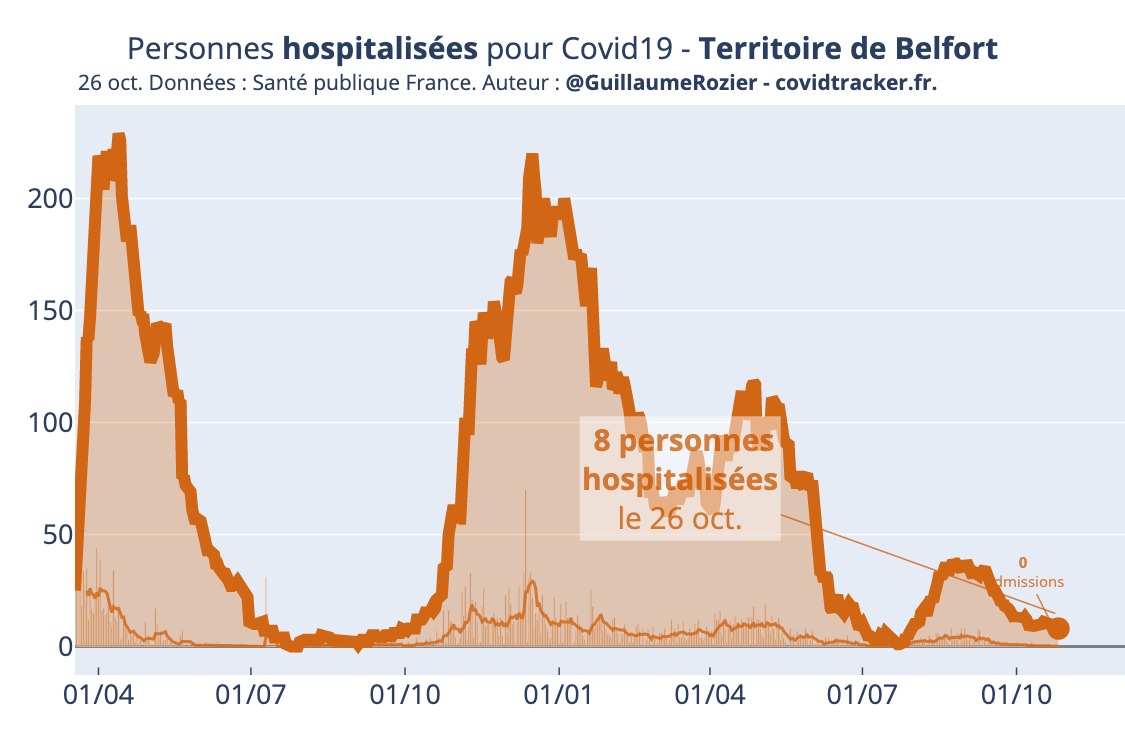 Personnes hospitalisées pour Covid19 - Territoire de Belfort
26 oct. Données : Santé publique France. Auteur : @GuillaumeRozier - covidtracker.fr.
200
150
100
50
0
8 personnes
hospitalisées
le 26 oct.
0
dmissions
01/04
01/07
01/10
01/01
01/04
01/07
01/10